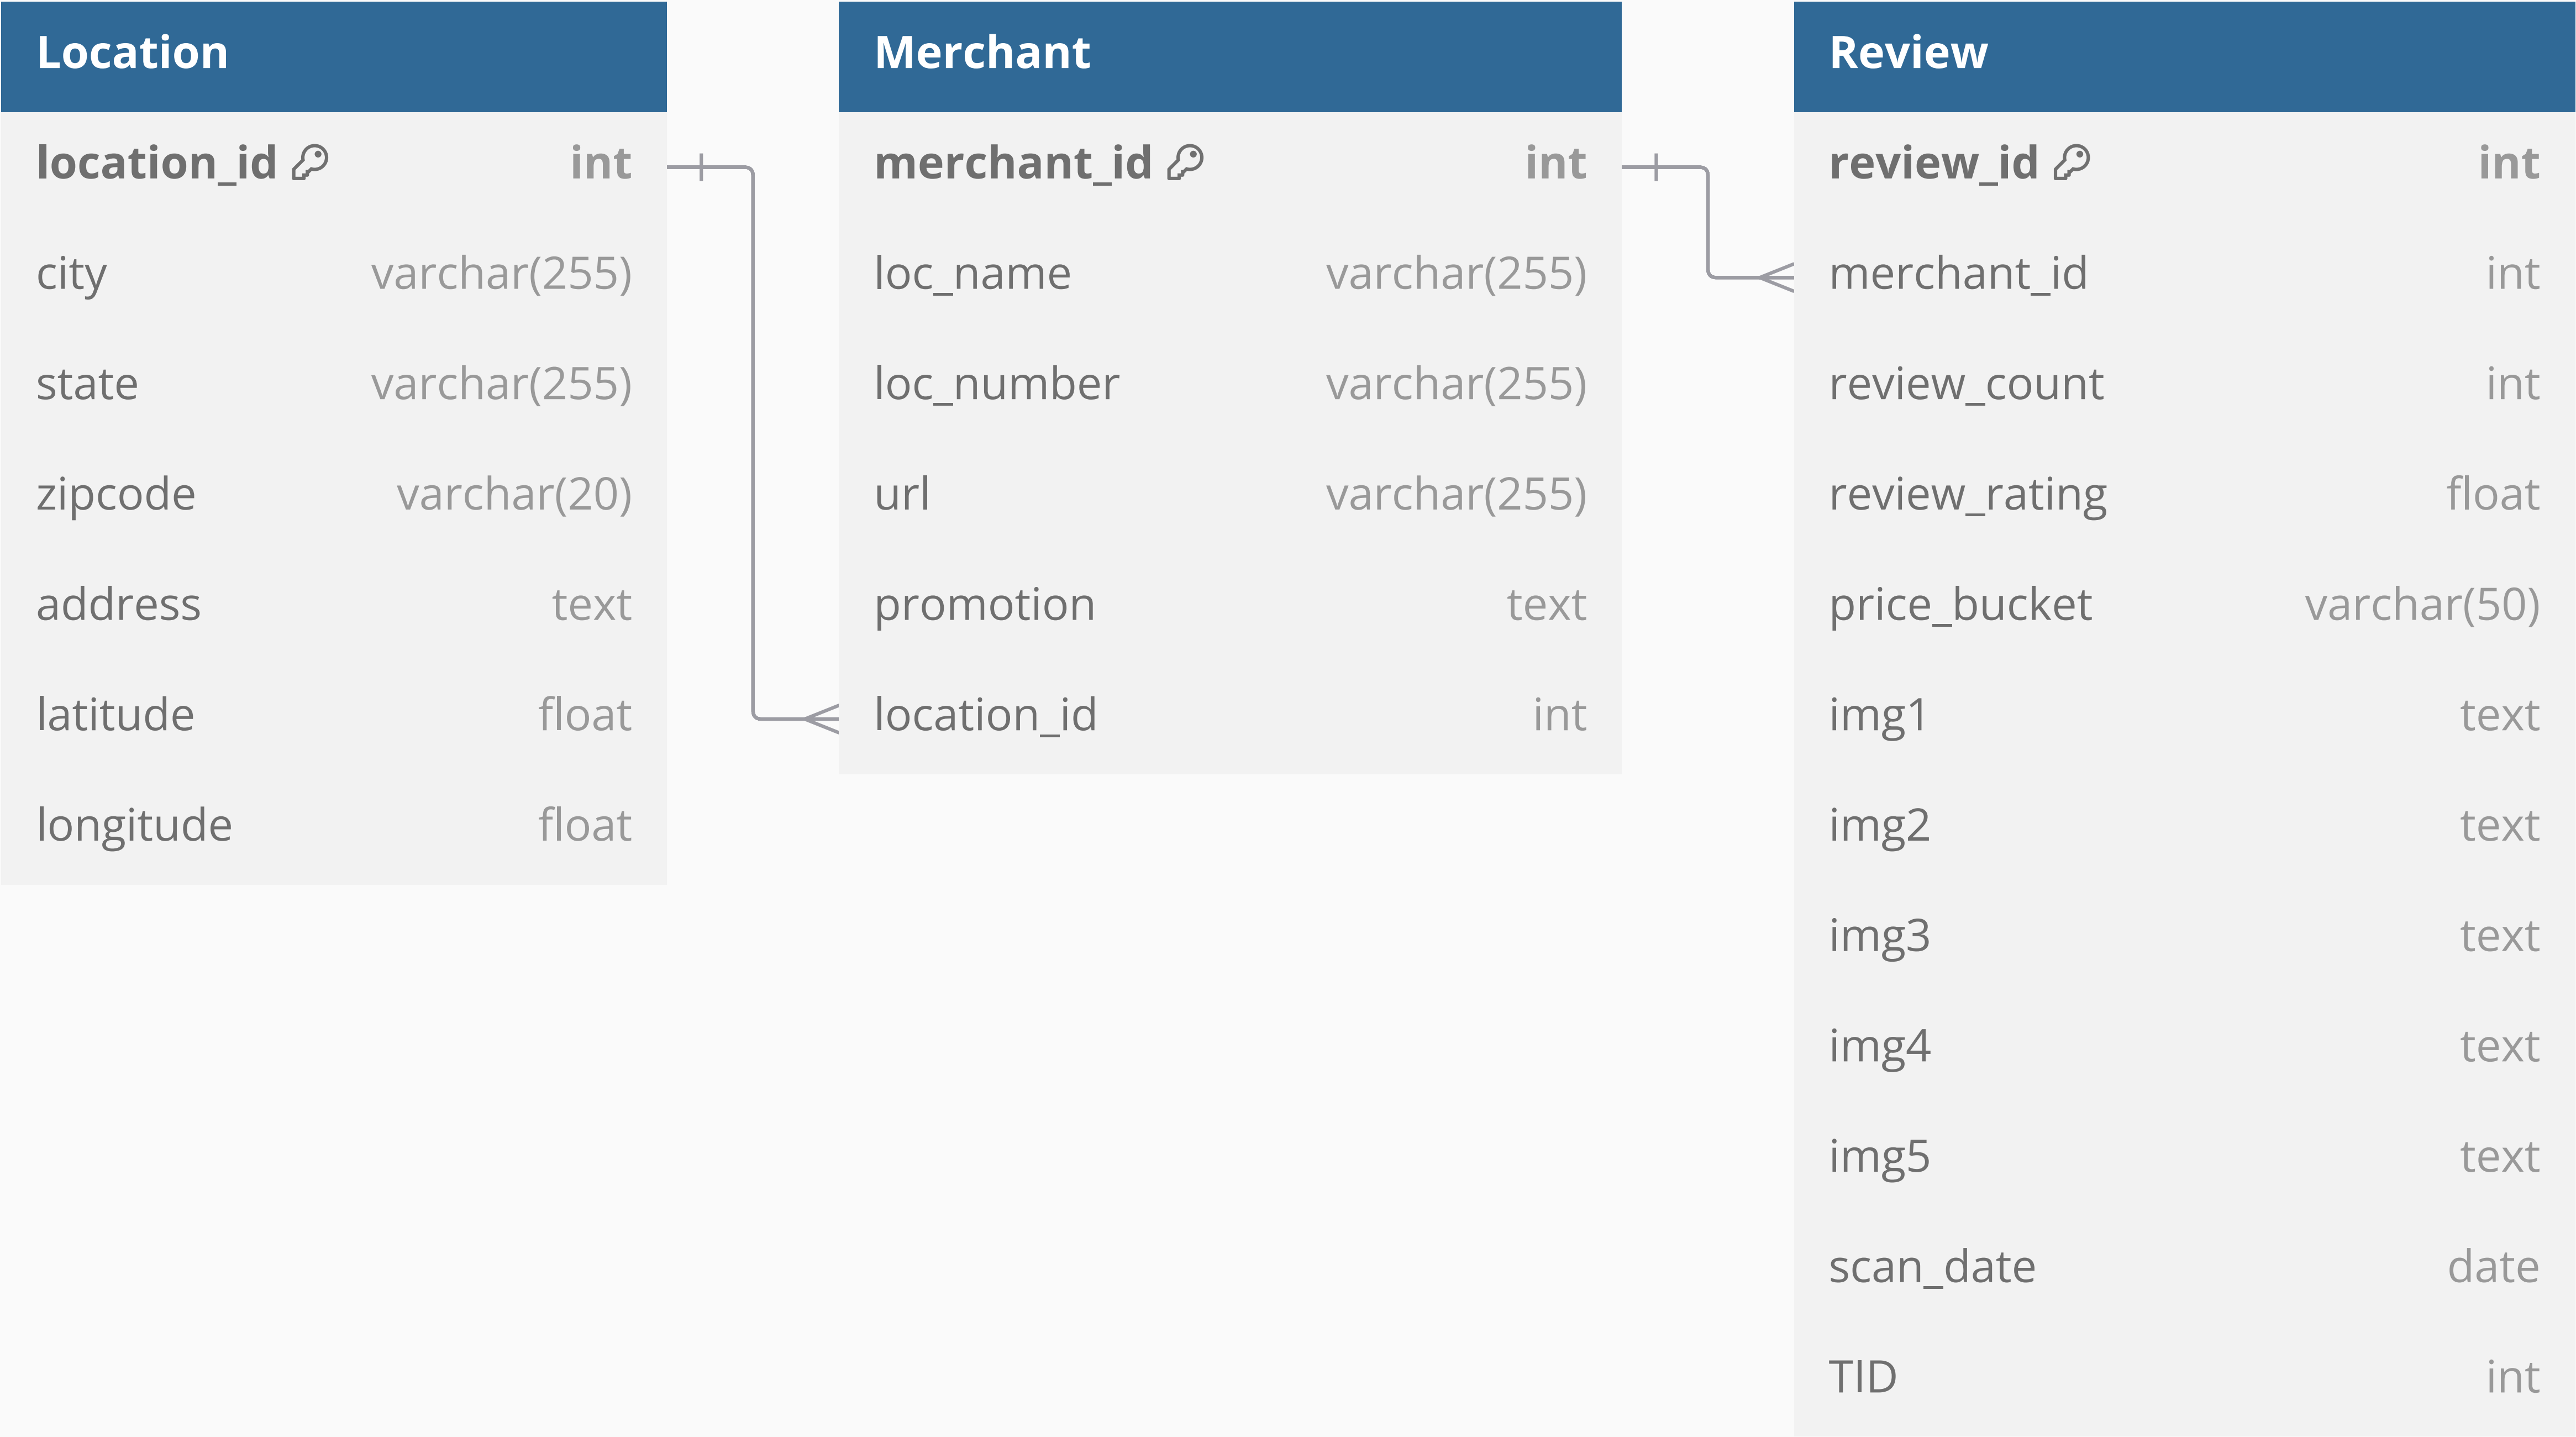 Location
location_id int
city varchar(255)
state varchar(255)
zipcode varchar(20)
address text
latitude float
longitude float
Merchant
merchant_id int
loc_name varchar(255)
loc_number varchar(255)
url varchar(255)
promotion text
location_id int
Review
review_id int
merchant_id int
review_count int
review_rating float
price_bucket varchar(50)
img1 text
img2 text
img3 text
img4 text
img5 text
scan_date date
TID int